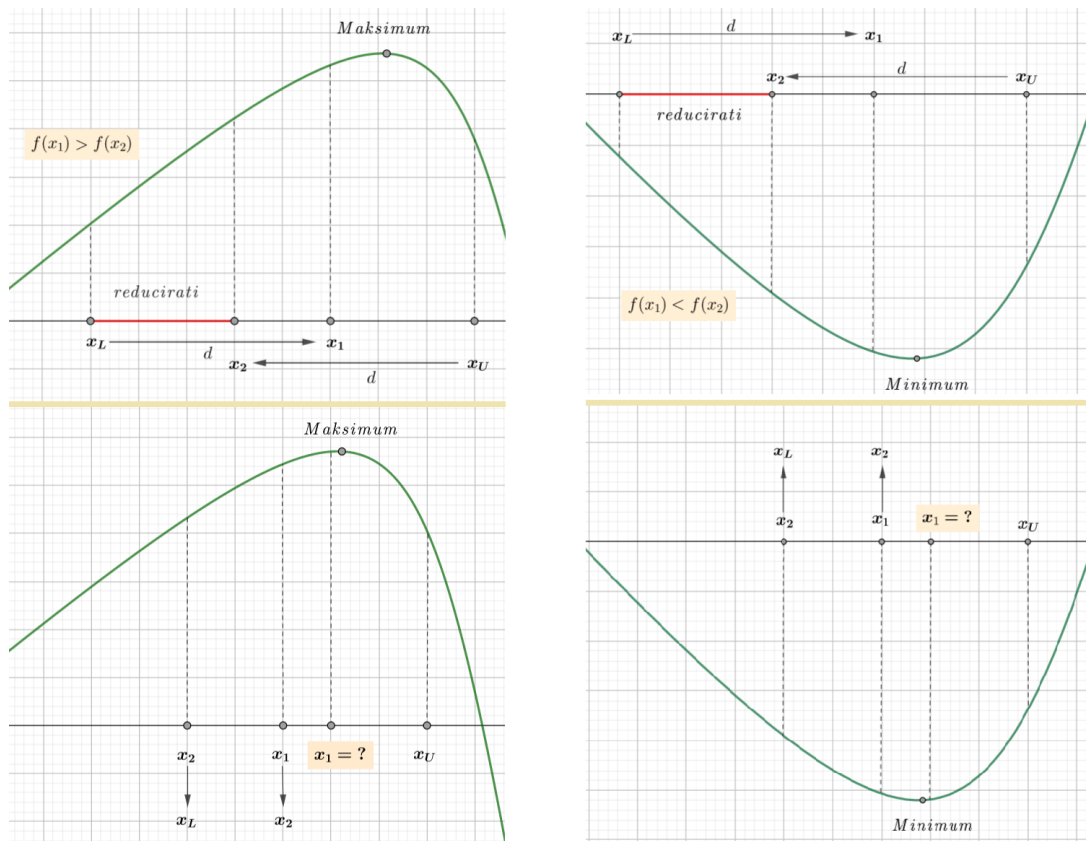 Maksimum
f(x₁) > f(x₂)
reducirati
x_L
d
x₁
x₂
d
x_U
x_L
d
x₁
x₂
d
x_U
reducirati
f(x₁) < f(x₂)
Minimum
Maksimum
x₂
x₁
x₁ = ?
x_U
x_L
x₂
x_L
x₂
x₂
x₁
x₁ = ?
x_U
Minimum